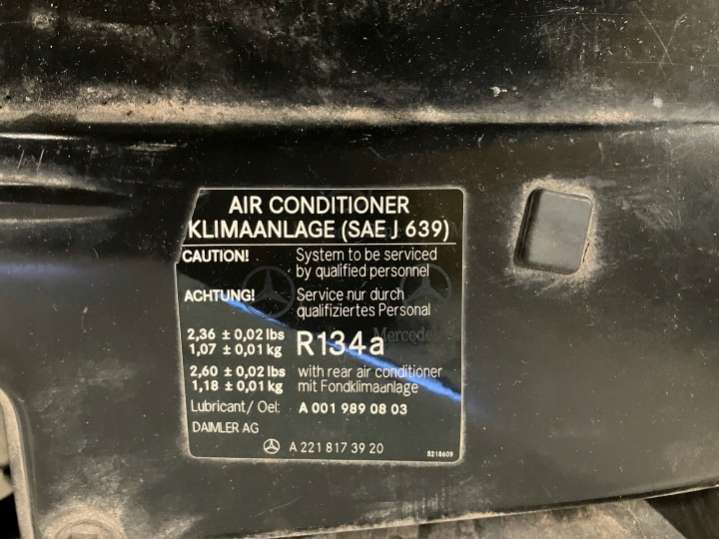 AIR CONDITIONER
KLIMAANLAGE (SAE J 639)
CAUTION! System to be serviced
by qualified personnel
ACHTUNG! Service nur durch
qualifiziertes Personal
Mercedes
2,36 ± 0,02 lbs
1,07 ± 0,01 kg R134a
2,60 ± 0,02 lbs with rear air conditioner
1,18 ± 0,01 kg mit Fondklimaanlage
Lubricant/ Oel: A 001 989 08 03
DAIMLER AG
A 221 817 39 20
S218609